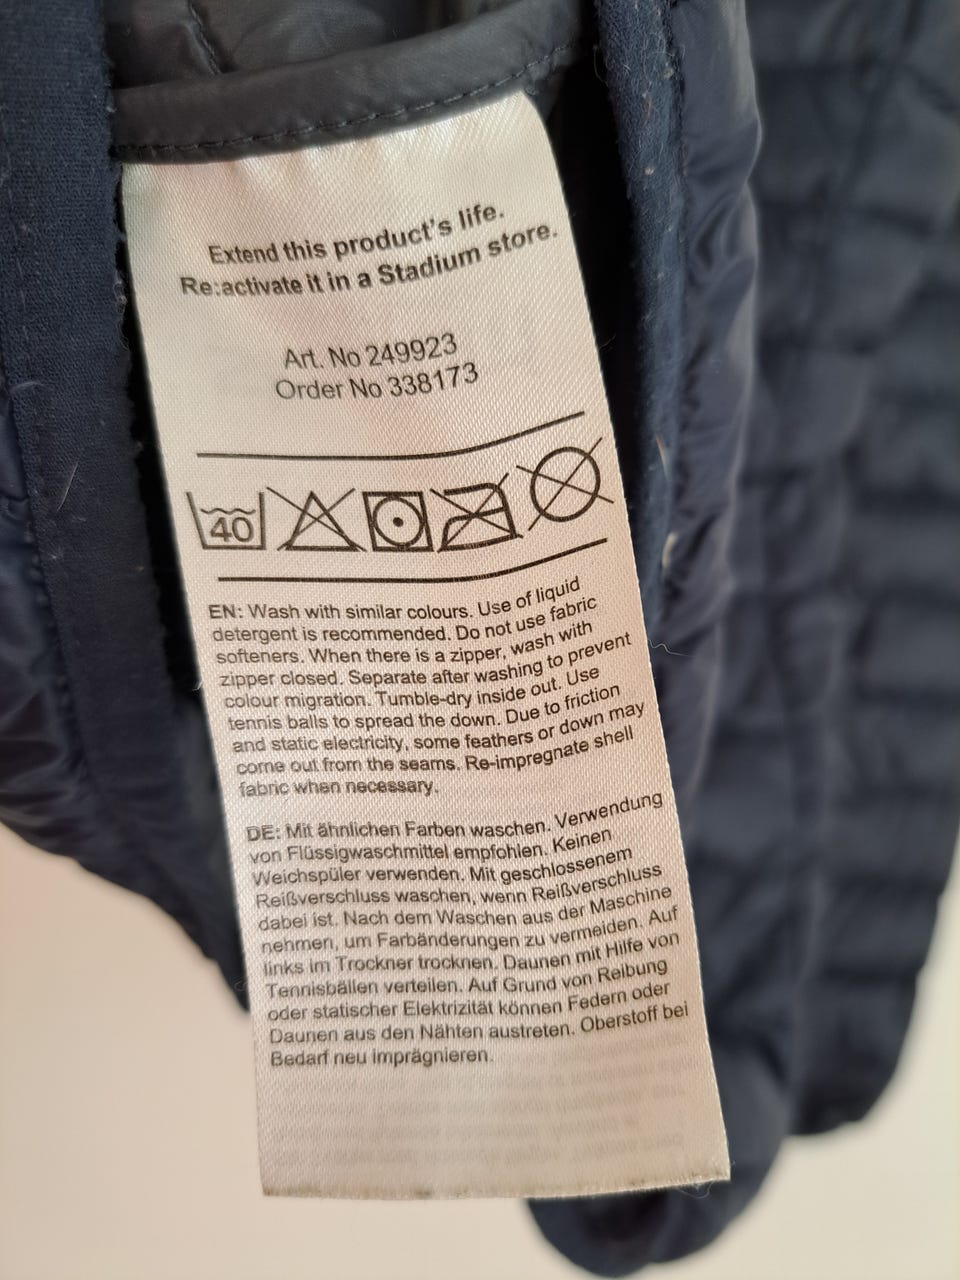 Extend this product's life.
Re:activate it in a Stadium store.
Art. No 249923
Order No 338173
40
EN: Wash with similar colours. Use of liquid
detergent is recommended. Do not use fabric
softeners. When there is a zipper, wash with
zipper closed. Separate after washing to prevent
colour migration. Tumble-dry inside out. Use
tennis balls to spread the down. Due to friction
and static electricity, some feathers or down may
come out from the seams. Re-impregnate shell
fabric when necessary.
DE: Mit ähnlichen Farben waschen. Verwendung
von Flüssigwaschmittel empfohlen. Keinen
Weichspüler verwenden. Mit geschlossenem
Reißverschluss waschen, wenn Reißverschluss
dabei ist. Nach dem Waschen aus der Maschine
nehmen, um Farbänderungen zu vermeiden. Auf
links im Trockner trocknen. Daunen mit Hilfe von
Tennisbällen verteilen. Auf Grund von Reibung
oder statischer Elektrizität können Federn oder
Daunen aus den Nähten austreten. Oberstoff bei
Bedarf neu imprägnieren.